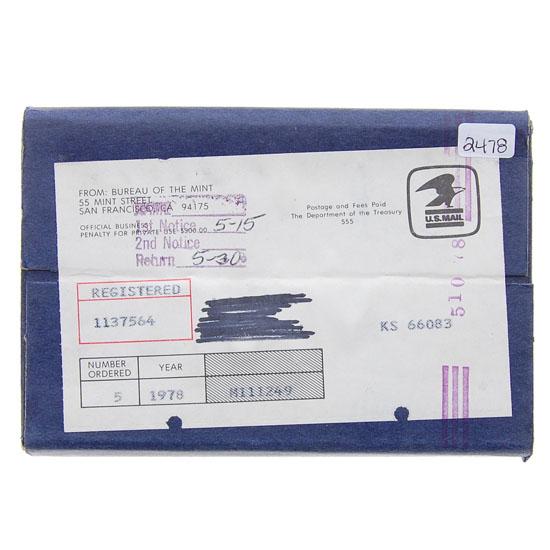 2478
FROM: BUREAU OF THE MINT
55 MINT STREET
SAN FRANCISCO, CA 94175
OFFICIAL BUSINESS
PENALTY FOR PRIVATE USE $300.00
1st Notice 5-15
2nd Notice
Return 5-30
Postage and Fees Paid
The Department of the Treasury
555
U.S.MAIL
REGISTERED
1137564
KS 66083
510 78
NUMBER ORDERED YEAR
5 1978 M111249